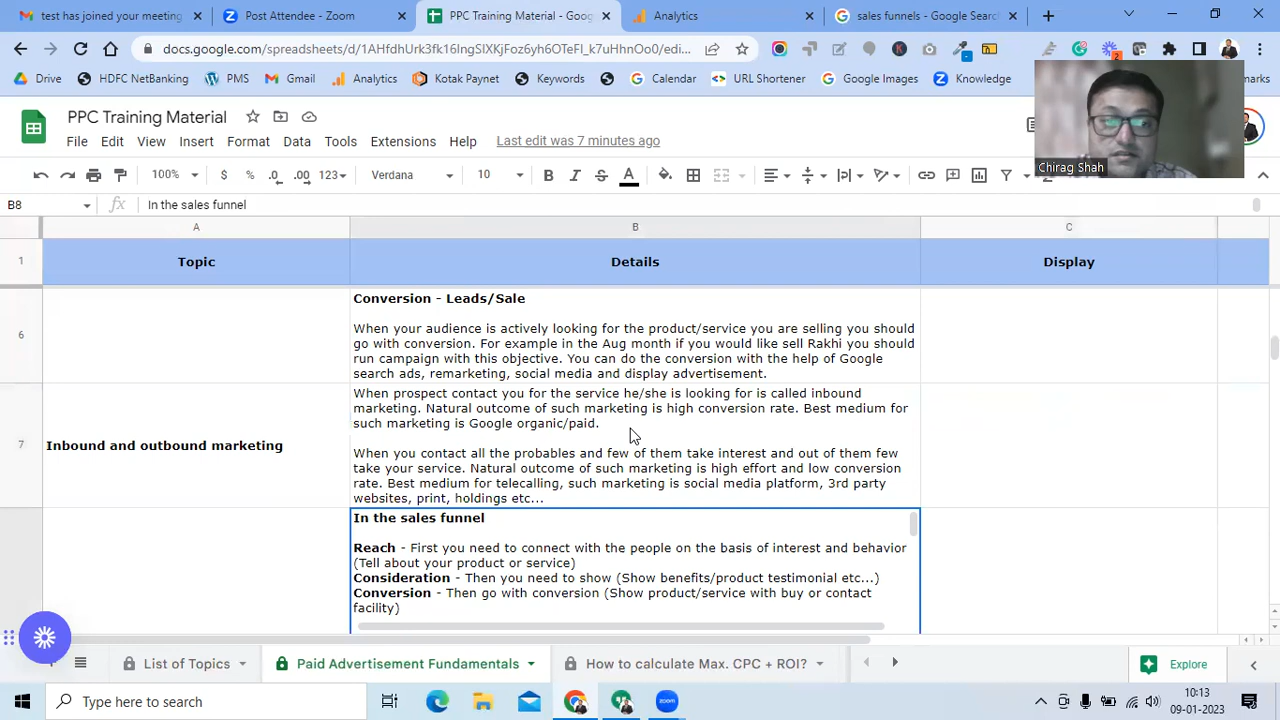 test has joined your meeting
Post Attendee - Zoom
PPC Training Material - Goog
Analytics
sales funnels - Google Searc
docs.google.com/spreadsheets/d/1AHfdhUrk3fk16IngSlXKjFoz6yh6OTeFI_k7uHhnOo0/edi...
Drive
HDFC NetBanking
PMS
Gmail
Analytics
Kotak Paynet
Keywords
Calendar
URL Shortener
Google Images
Knowledge
PPC Training Material
File Edit View Insert Format Data Tools Extensions Help Last edit was 7 minutes ago
Chirag Shah
100% $ % .0 .00 123 Verdana 10 B I S A
B8 fx In the sales funnel
A B C
1 Topic Details Display
6
Conversion - Leads/Sale
When your audience is actively looking for the product/service you are selling you should
go with conversion. For example in the Aug month if you would like sell Rakhi you should
run campaign with this objective. You can do the conversion with the help of Google
search ads, remarketing, social media and display advertisement.
7
Inbound and outbound marketing
When prospect contact you for the service he/she is looking for is called inbound
marketing. Natural outcome of such marketing is high conversion rate. Best medium for
such marketing is Google organic/paid.
When you contact all the probables and few of them take interest and out of them few
take your service. Natural outcome of such marketing is high effort and low conversion
rate. Best medium for telecalling, such marketing is social media platform, 3rd party
websites, print, holdings etc...
In the sales funnel
Reach - First you need to connect with the people on the basis of interest and behavior
(Tell about your product or service)
Consideration - Then you need to show (Show benefits/product testimonial etc...)
Conversion - Then go with conversion (Show product/service with buy or contact
facility)
List of Topics
Paid Advertisement Fundamentals
How to calculate Max. CPC + ROI?
Explore
Type here to search
10:13
09-01-2023